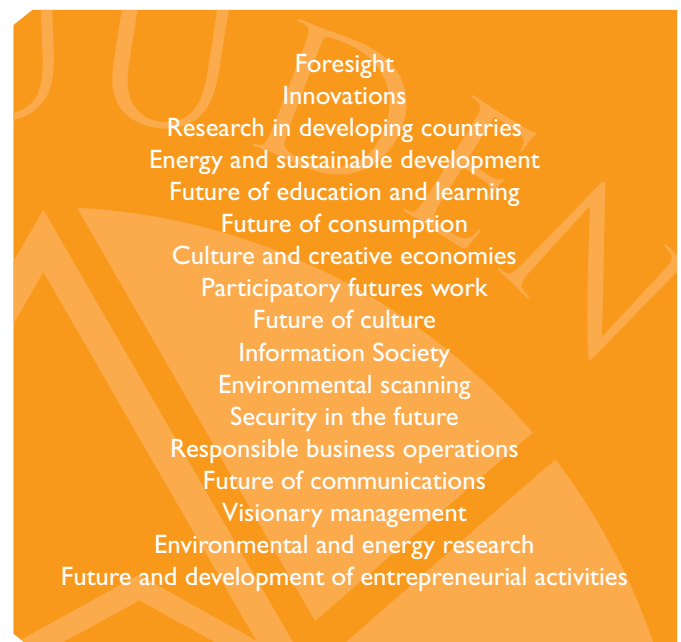 UUDEN
Foresight
Innovations
Research in developing countries
Energy and sustainable development
Future of education and learning
Future of consumption
Culture and creative economies
Participatory futures work
Future of culture
Information Society
Environmental scanning
Security in the future
Responsible business operations
Future of communications
Visionary management
Environmental and energy research
Future and development of entrepreneurial activities